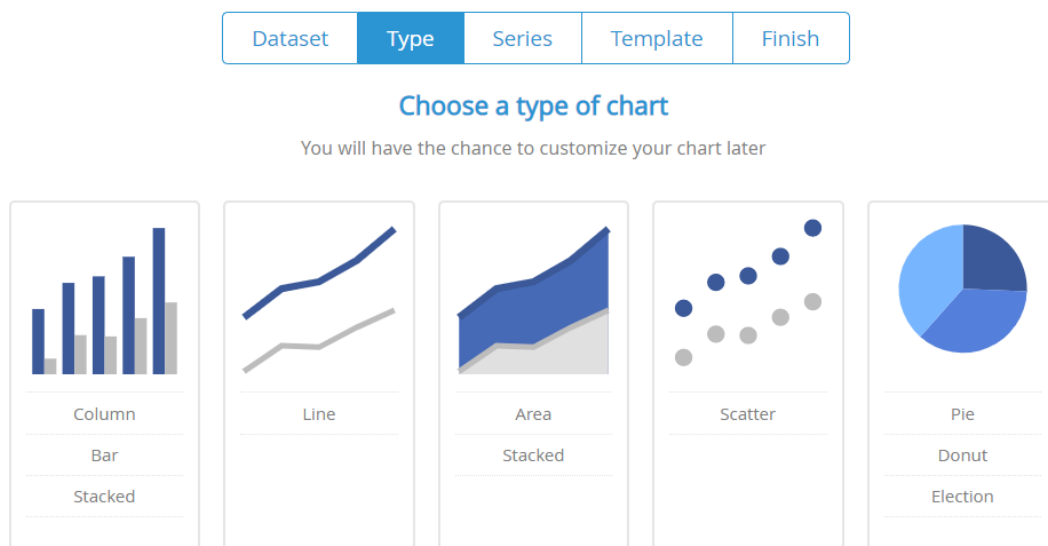 Dataset Type Series Template Finish
Choose a type of chart
You will have the chance to customize your chart later
Column Line Area Scatter Pie
Bar Stacked Donut
Stacked Election